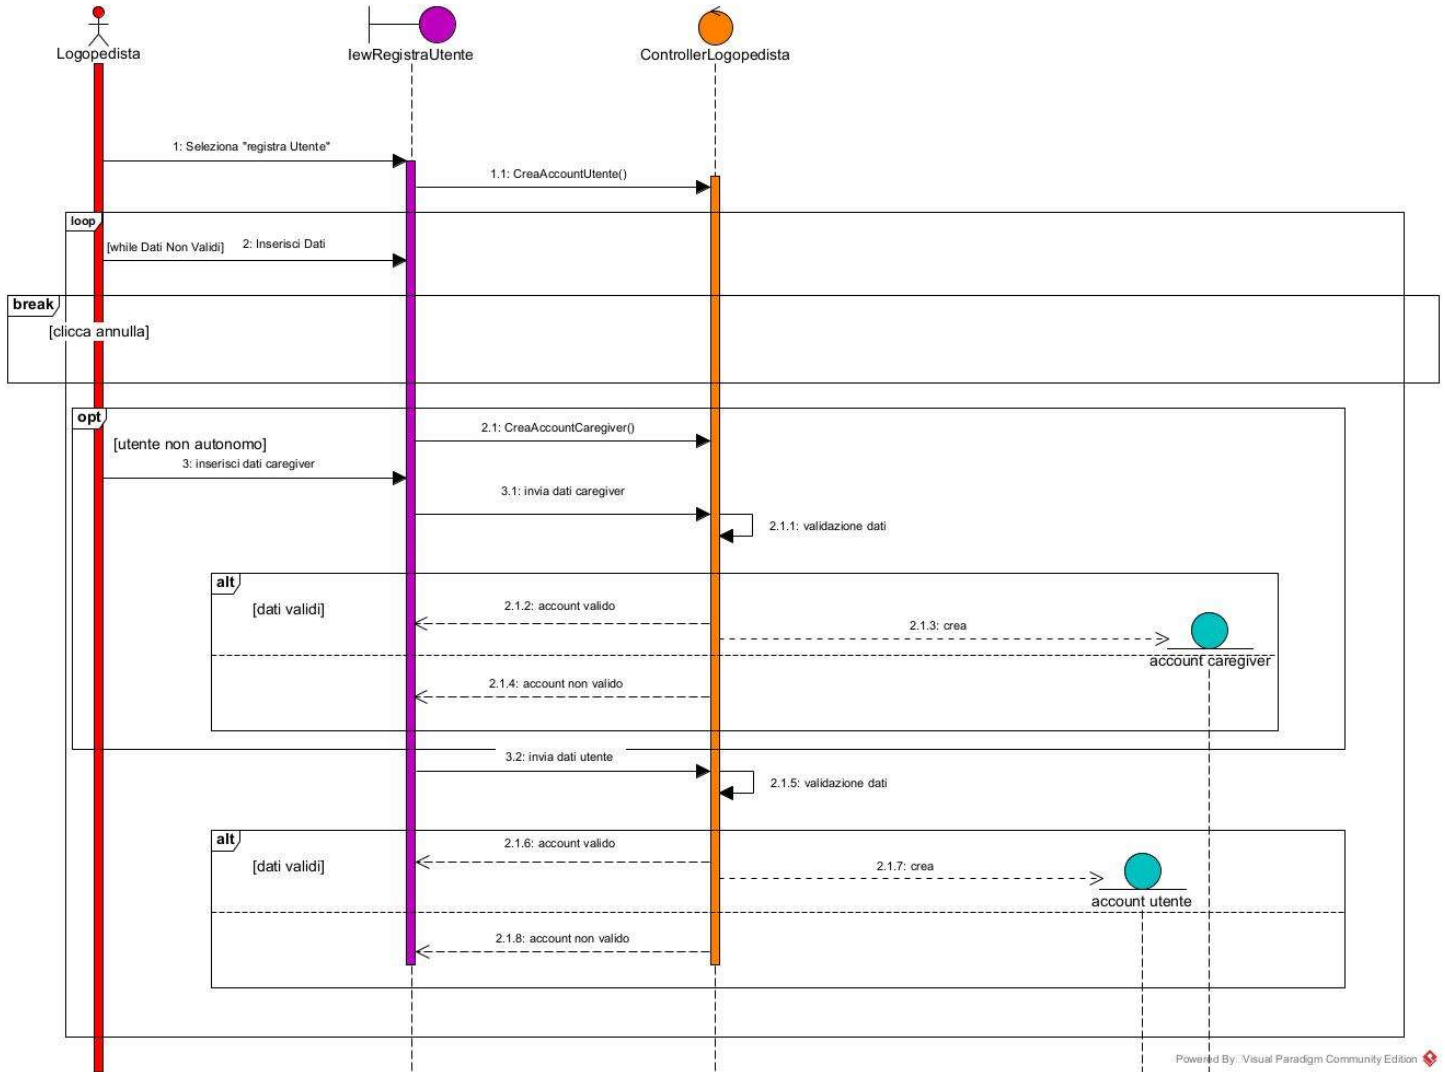 Logopedista
IewRegistraUtente
ControllerLogopedista
1: Seleziona "registra Utente"
1.1: CreaAccountUtente()
loop
[while Dati Non Validi]
2: Inserisci Dati
break
[clicca annulla]
opt
[utente non autonomo]
2.1: CreaAccountCaregiver()
3: inserisci dati caregiver
3.1: invia dati caregiver
2.1.1: validazione dati
alt
[dati validi]
2.1.2: account valido
2.1.3: crea
account caregiver
2.1.4: account non valido
3.2: invia dati utente
2.1.5: validazione dati
alt
[dati validi]
2.1.6: account valido
2.1.7: crea
account utente
2.1.8: account non valido
Powered By: Visual Paradigm Community Edition